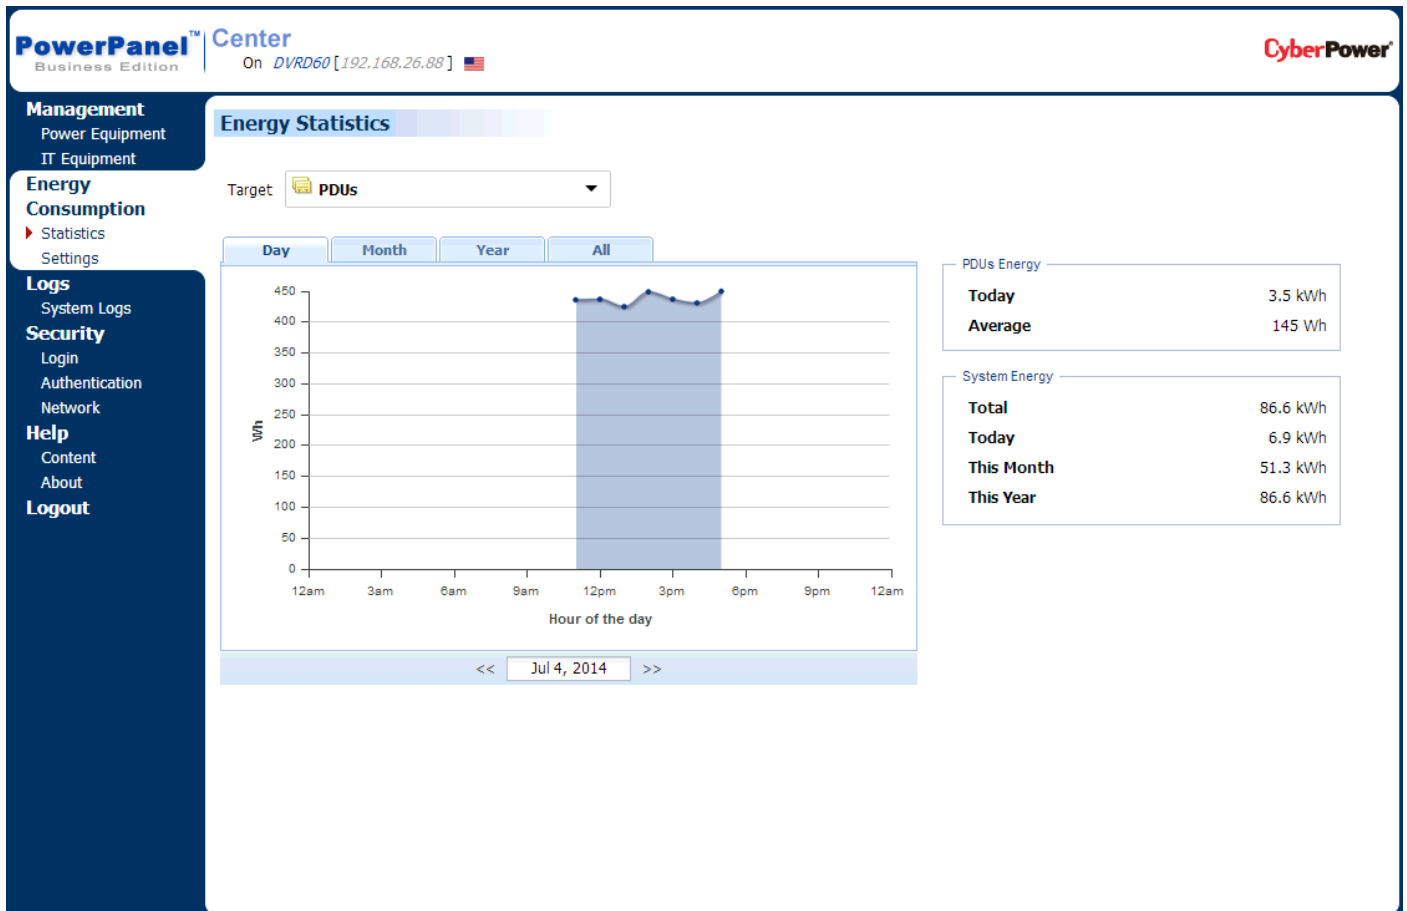 PowerPanel™
Business Edition
Center
On DVRD60 [ 192.168.26.88 ]
CyberPower®
Management
Power Equipment
IT Equipment
Energy
Consumption
Statistics
Settings
Logs
System Logs
Security
Login
Authentication
Network
Help
Content
About
Logout
Energy Statistics
Target PDUs
Day Month Year All
450
400
350
300
250
200
150
100
50
0
Wh
12am 3am 6am 9am 12pm 3pm 6pm 9pm 12am
Hour of the day
<< Jul 4, 2014 >>
PDUs Energy
Today 3.5 kWh
Average 145 Wh
System Energy
Total 86.6 kWh
Today 6.9 kWh
This Month 51.3 kWh
This Year 86.6 kWh